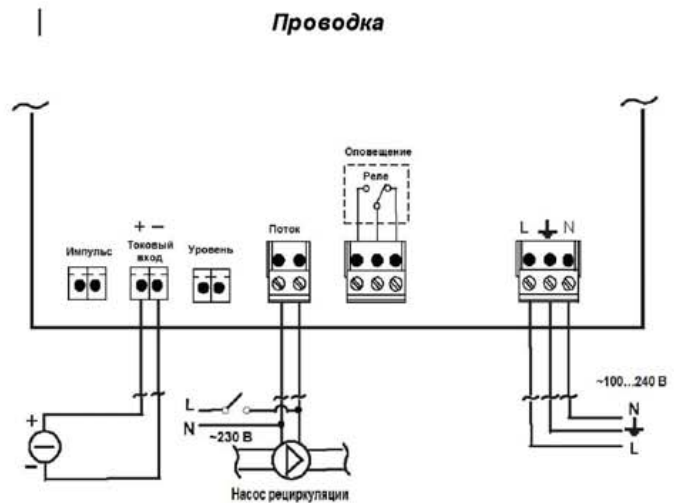 Проводка
Оповещение
Реле
+ −
L N
Импульс
Токовый
вход
Уровень
Поток
~100...240 В
L
N
~230 В
N
L
+
−
Насос рециркуляции